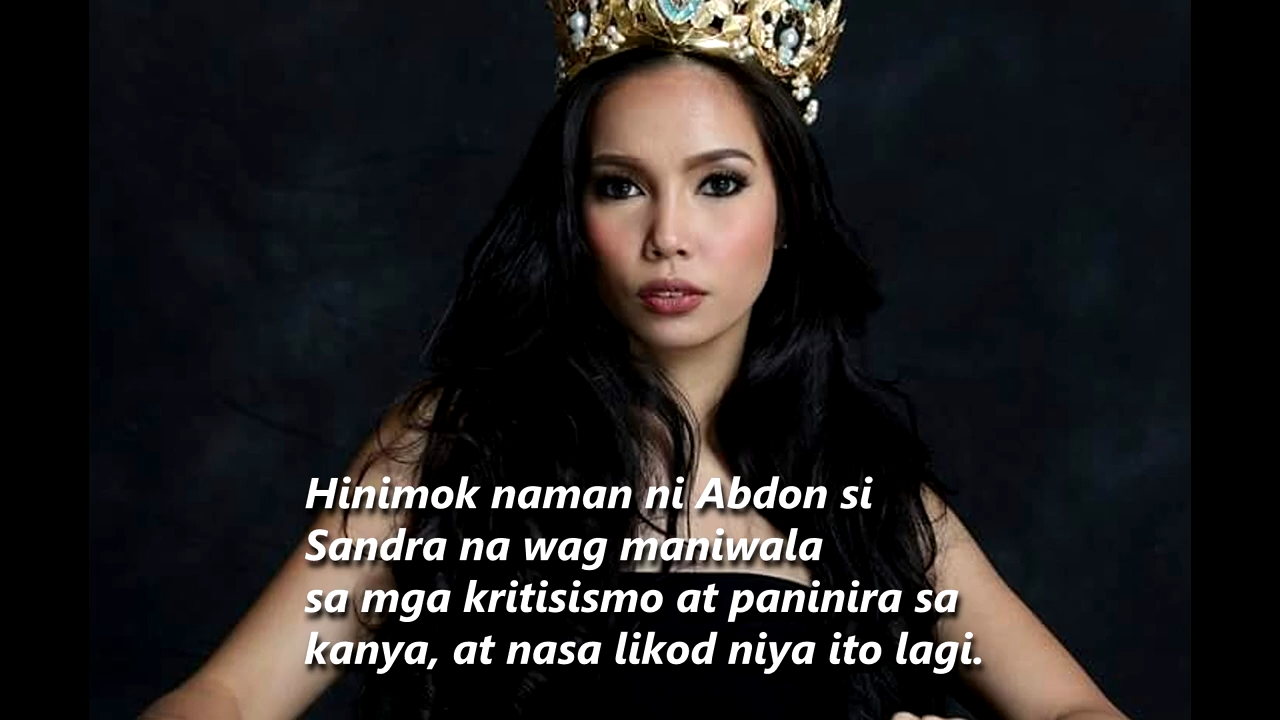 Hinimok naman ni Abdon si
Sandra na wag maniwala
sa mga kritisismo at paninira sa
kanya, at nasa likod niya ito lagi.